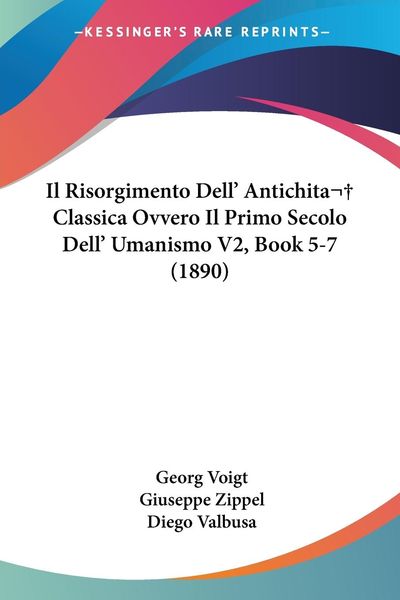 ~KESSINGER'S RARE REPRINTS~
Il Risorgimento Dell' Antichita¬†
Classica Ovvero Il Primo Secolo
Dell' Umanismo V2, Book 5-7
(1890)
Georg Voigt
Giuseppe Zippel
Diego Valbusa